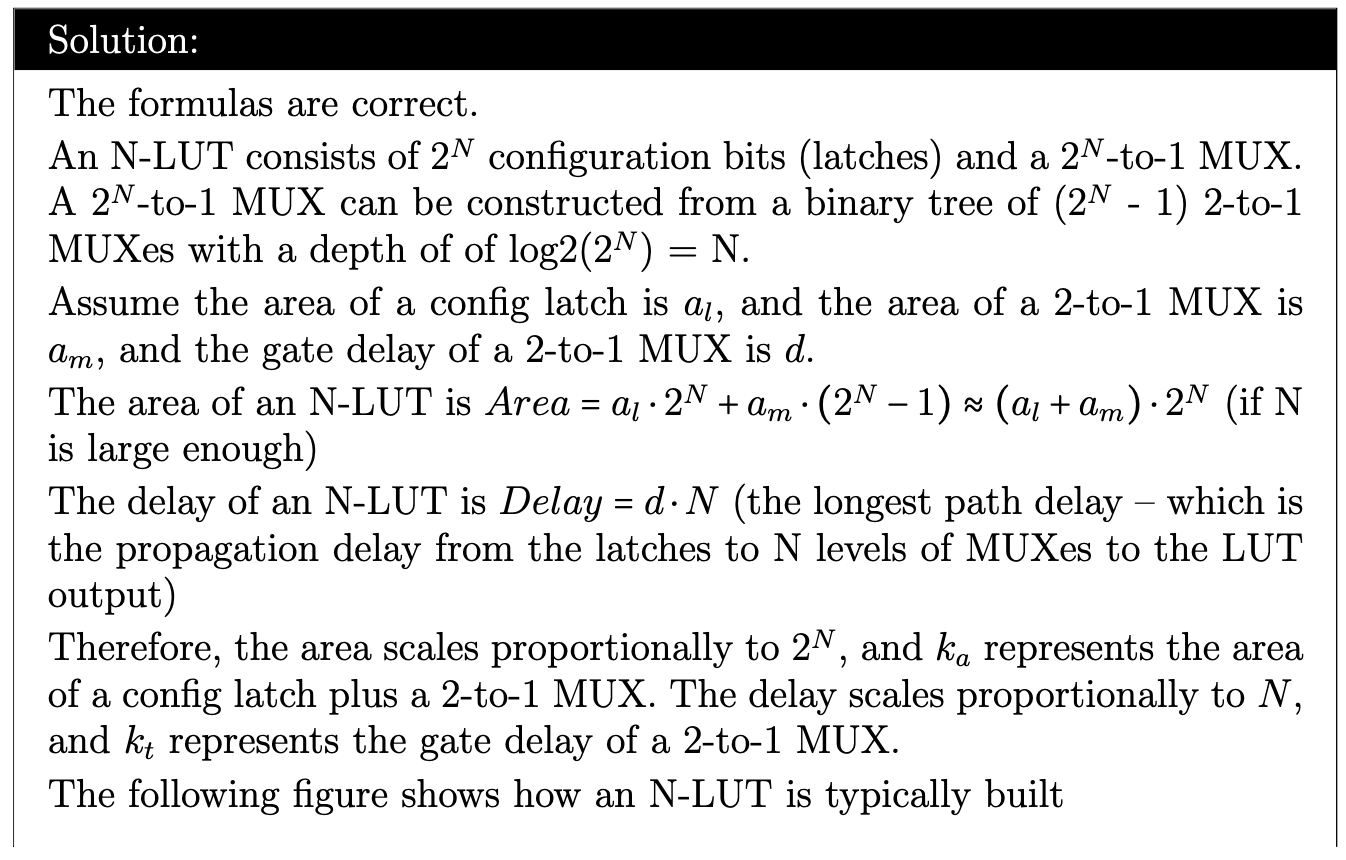 Solution:
The formulas are correct.
An N-LUT consists of 2^N configuration bits (latches) and a 2^N-to-1 MUX.
A 2^N-to-1 MUX can be constructed from a binary tree of (2^N - 1) 2-to-1
MUXes with a depth of of log2(2^N) = N.
Assume the area of a config latch is a_l, and the area of a 2-to-1 MUX is
a_m, and the gate delay of a 2-to-1 MUX is d.
The area of an N-LUT is Area = a_l · 2^N + a_m · (2^N − 1) ≈ (a_l + a_m) · 2^N (if N
is large enough)
The delay of an N-LUT is Delay = d · N (the longest path delay – which is
the propagation delay from the latches to N levels of MUXes to the LUT
output)
Therefore, the area scales proportionally to 2^N, and k_a represents the area
of a config latch plus a 2-to-1 MUX. The delay scales proportionally to N,
and k_t represents the gate delay of a 2-to-1 MUX.
The following figure shows how an N-LUT is typically built